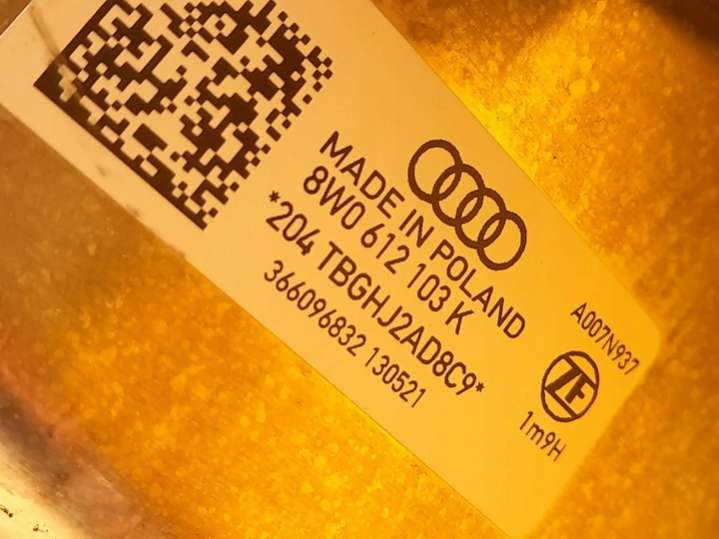 MADE IN POLAND
8W0 612 103 K
*204 TBGHJ2AD8C9*
366096832 130521
A007N937
ZF
1m9H